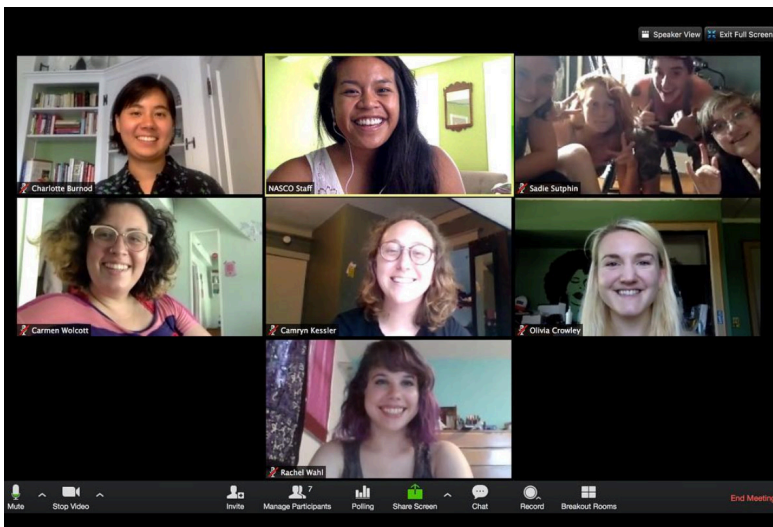 Speaker View Exit Full Screen
Charlotte Burnod
NASCO Staff
Sadie Sutphin
Carmen Wolcott
Camryn Kessler
Olivia Crowley
Rachel Wahl
7
Mute Stop Video Invite Manage Participants Polling Share Screen Chat Record Breakout Rooms End Meeting